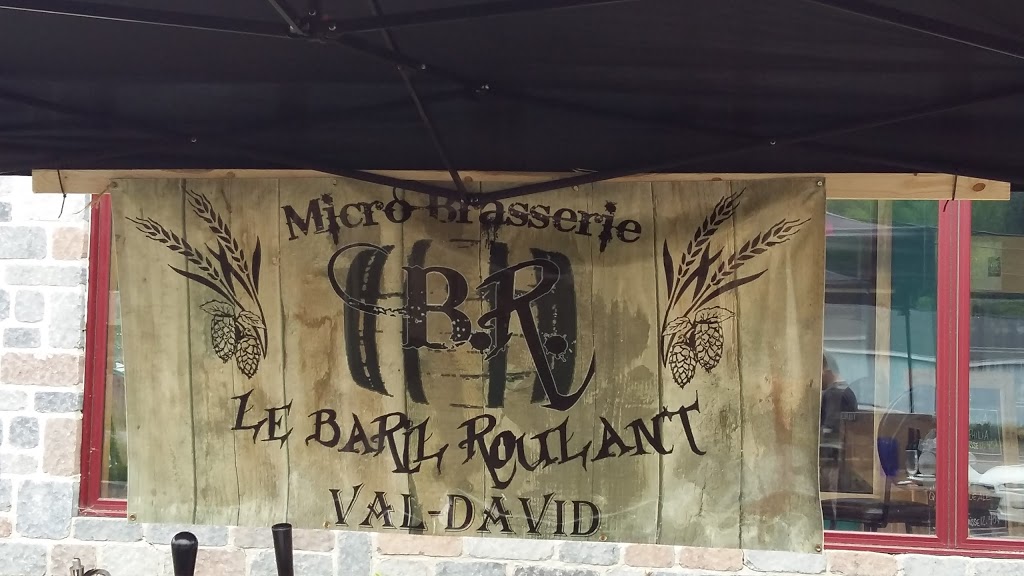 Micro Brasserie
B.R.
LE BARIL ROULANT
VAL-DAVID